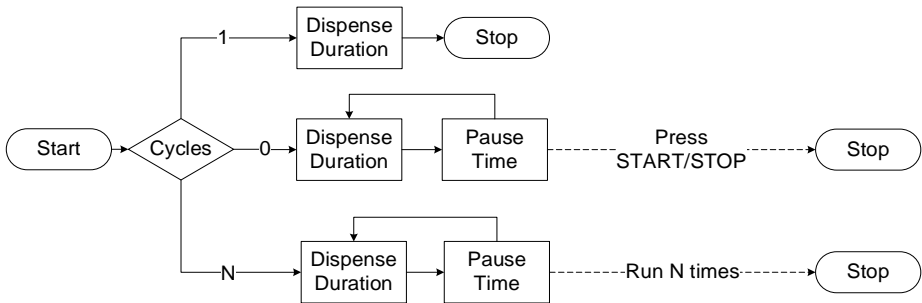 1
Dispense
Duration
Stop
Start
Cycles
0
Dispense
Duration
Pause
Time
Press
START/STOP
Stop
N
Dispense
Duration
Pause
Time
Run N times
Stop